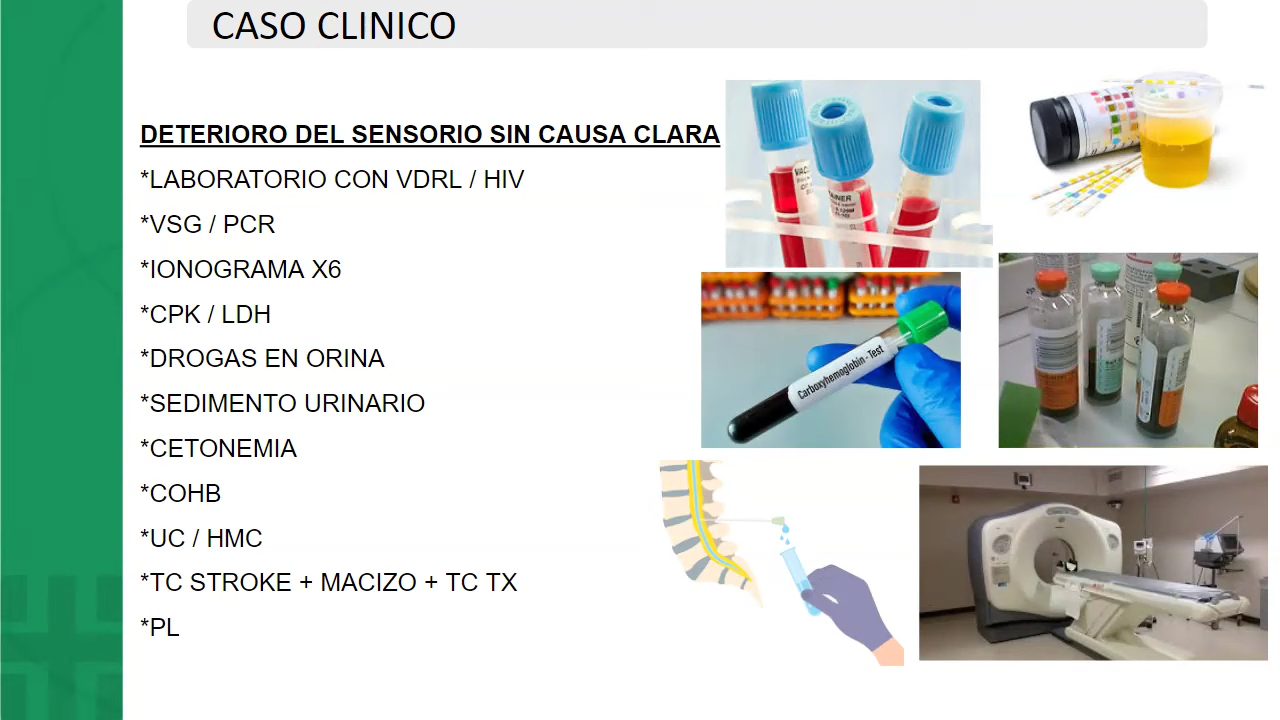 CASO CLINICO
DETERIORO DEL SENSORIO SIN CAUSA CLARA
*LABORATORIO CON VDRL / HIV
*VSG / PCR
*IONOGRAMA X6
*CPK / LDH
*DROGAS EN ORINA
*SEDIMENTO URINARIO
*CETONEMIA
*COHB
*UC / HMC
*TC STROKE + MACIZO + TC TX
*PL
Carboxyhemoglobin - Test